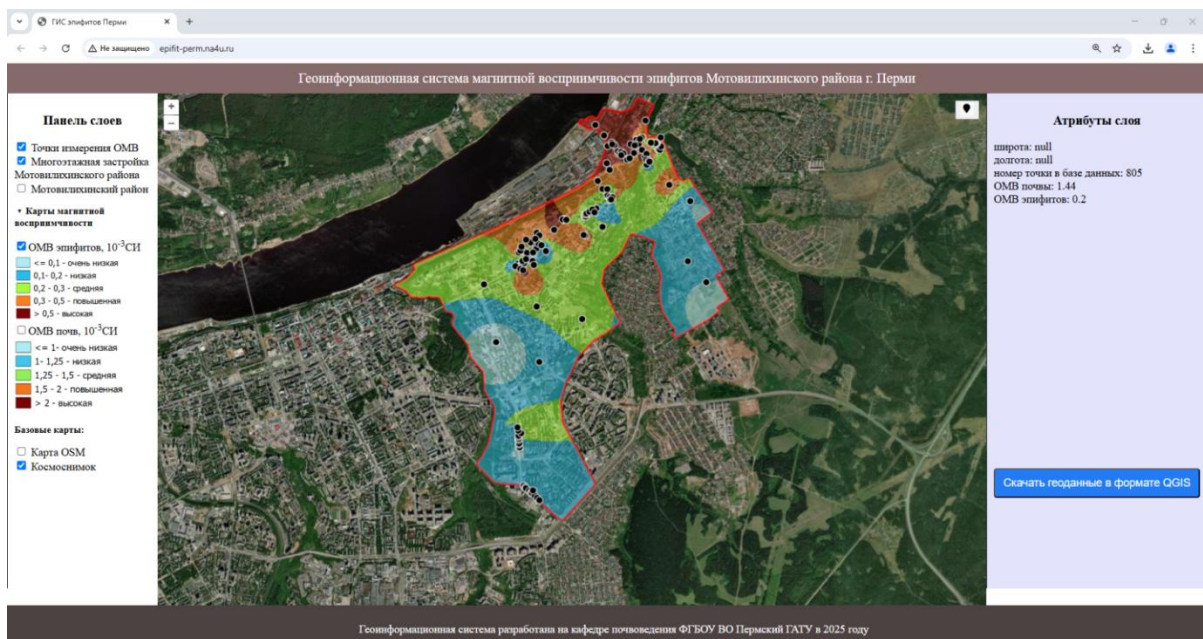 ГИС эпифитов Перми
Не защищено epifit-perm.na4u.ru
Геоинформационная система магнитной восприимчивости эпифитов Мотовилихинского района г. Перми
Панель слоев
Точки измерения ОМВ
Многоэтажная застройка
Мотовилихинского района
Мотовилихинский район
Карты магнитной
восприимчивости
ОМВ эпифитов, 10⁻³СИ
<= 0,1 - очень низкая
0,1- 0,2 - низкая
0,2 - 0,3 - средняя
0,3 - 0,5 - повышенная
> 0,5 - высокая
ОМВ почв, 10⁻³СИ
<= 1- очень низкая
1- 1,25 - низкая
1,25 - 1,5 - средняя
1,5 - 2 - повышенная
> 2 - высокая
Базовые карты:
Карта OSM
Космоснимок
+
−
Атрибуты слоя
широта: null
долгота: null
номер точки в базе данных: 805
ОМВ почвы: 1.44
ОМВ эпифитов: 0.2
Скачать геоданные в формате QGIS
Геоинформационная система разработана на кафедре почвоведения ФГБОУ ВО Пермский ГАТУ в 2025 году